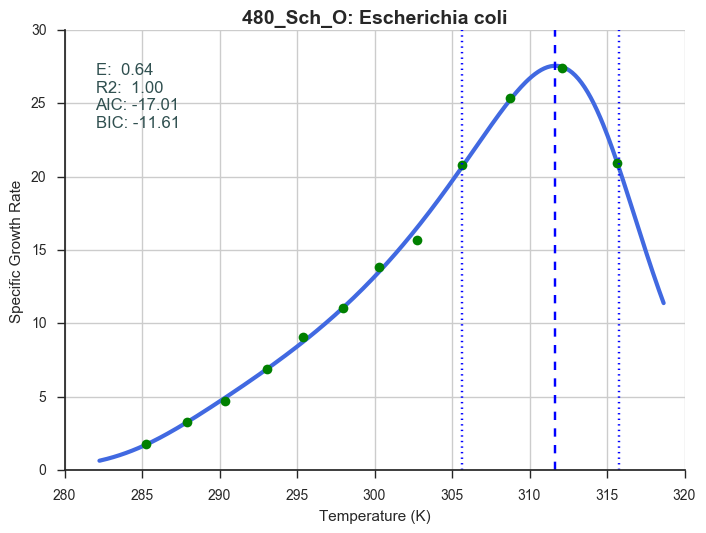 480_Sch_O: Escherichia coli
30
25
20
15
10
5
0
Specific Growth Rate
E: 0.64
R2: 1.00
AIC: -17.01
BIC: -11.61
280 285 290 295 300 305 310 315 320
Temperature (K)